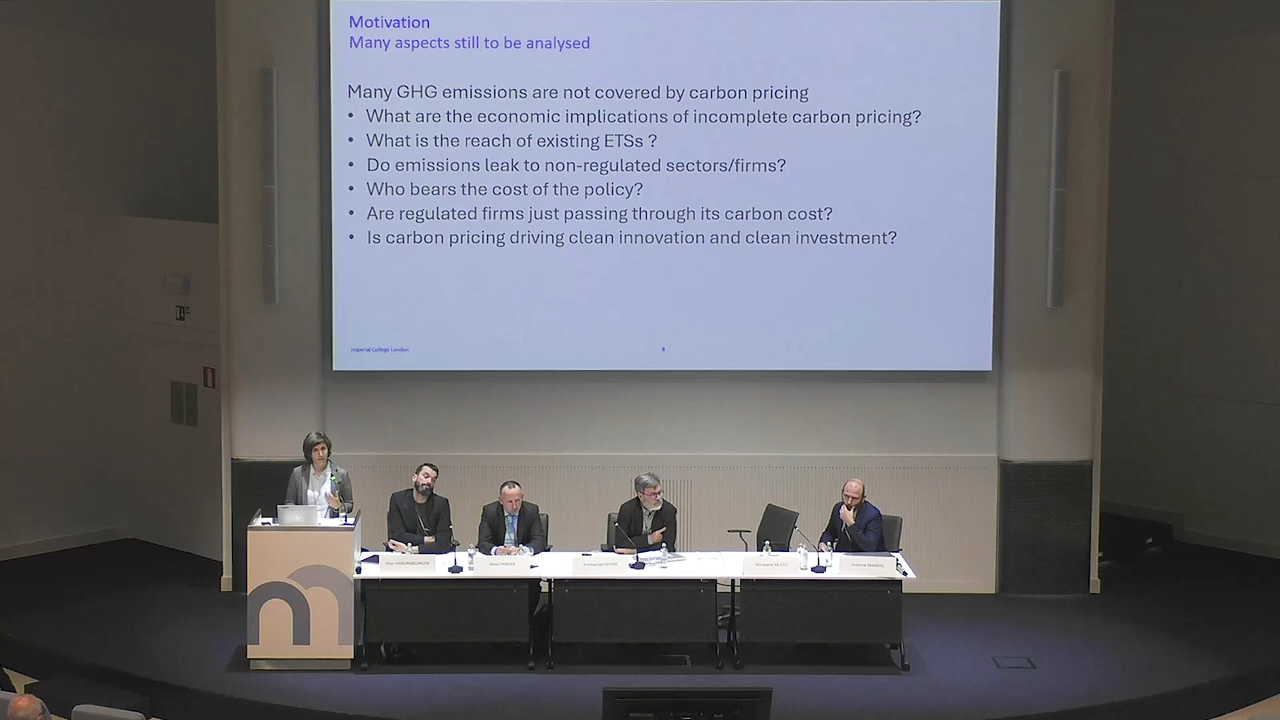 Motivation
Many aspects still to be analysed
Many GHG emissions are not covered by carbon pricing
• What are the economic implications of incomplete carbon pricing?
• What is the reach of existing ETSs ?
• Do emissions leak to non-regulated sectors/firms?
• Who bears the cost of the policy?
• Are regulated firms just passing through its carbon cost?
• Is carbon pricing driving clean innovation and clean investment?
Imperial College London
8